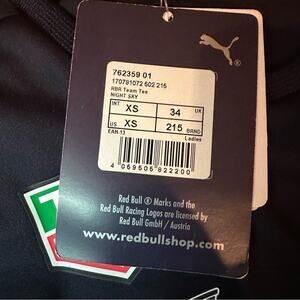 762359 01
170781072 502 215
RBR Team Tee
NIGHT SKY
INT XS 34 UK
US XS 215 BRND
EAN-13 Ladies
4 059505 822200
Red Bull ® Marks and the
Red Bull Racing Logos are licensed by
Red Bull GmbH / Austria
www.redbullshop.com